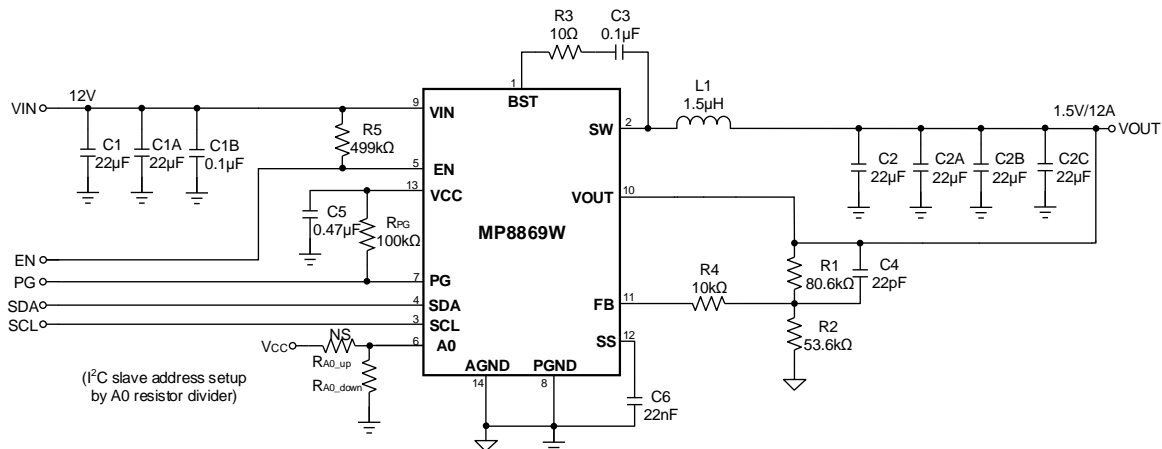 R3
10Ω
C3
0.1µF
1
BST
VIN
12V
9
VIN
C1
22µF
C1A
22µF
C1B
0.1µF
R5
499kΩ
5
EN
13
VCC
C5
0.47µF
RPG
100kΩ
EN
PG
7
PG
SDA
4
SDA
SCL
3
SCL
VCC
NS
6
A0
RA0_up
RA0_down
(I²C slave address setup
by A0 resistor divider)
MP8869W
SW
2
L1
1.5µH
1.5V/12A
VOUT
C2
22µF
C2A
22µF
C2B
22µF
C2C
22µF
VOUT
10
R1
80.6kΩ
C4
22pF
R4
10kΩ
FB
11
R2
53.6kΩ
SS
12
C6
22nF
AGND
14
PGND
8